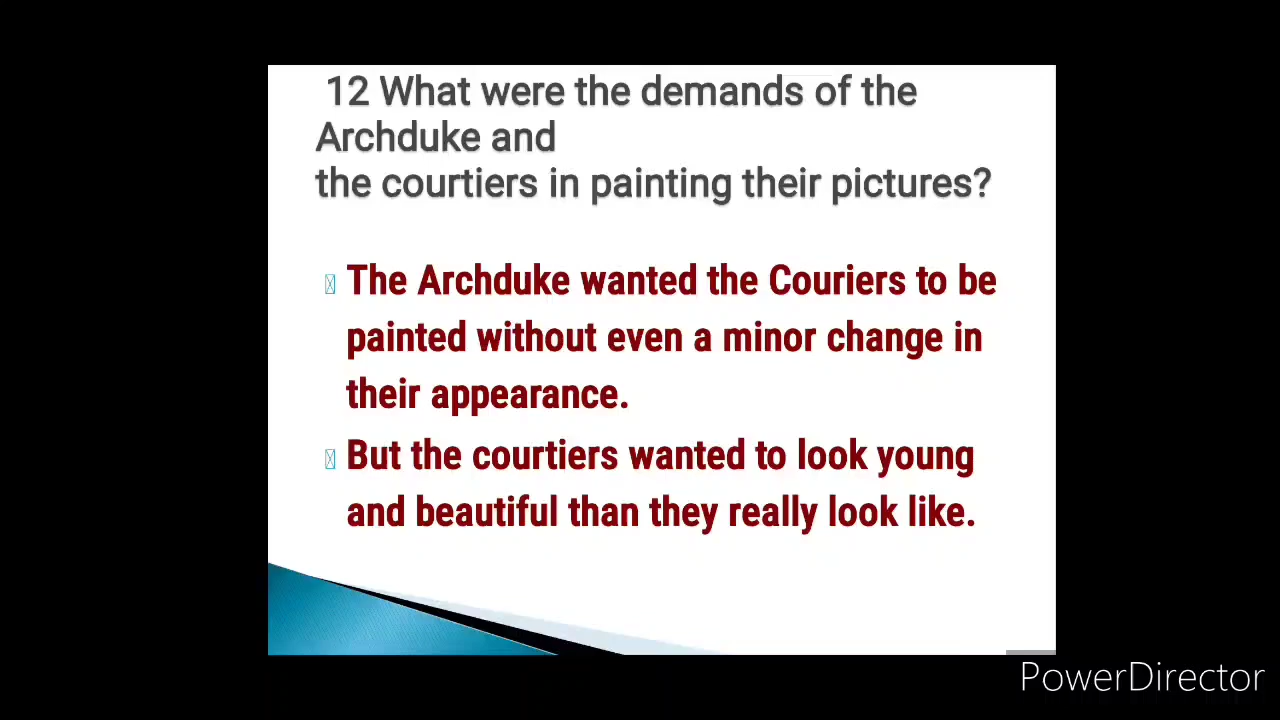 12 What were the demands of the
Archduke and
the courtiers in painting their pictures?
The Archduke wanted the Couriers to be
painted without even a minor change in
their appearance.
But the courtiers wanted to look young
and beautiful than they really look like.
PowerDirector